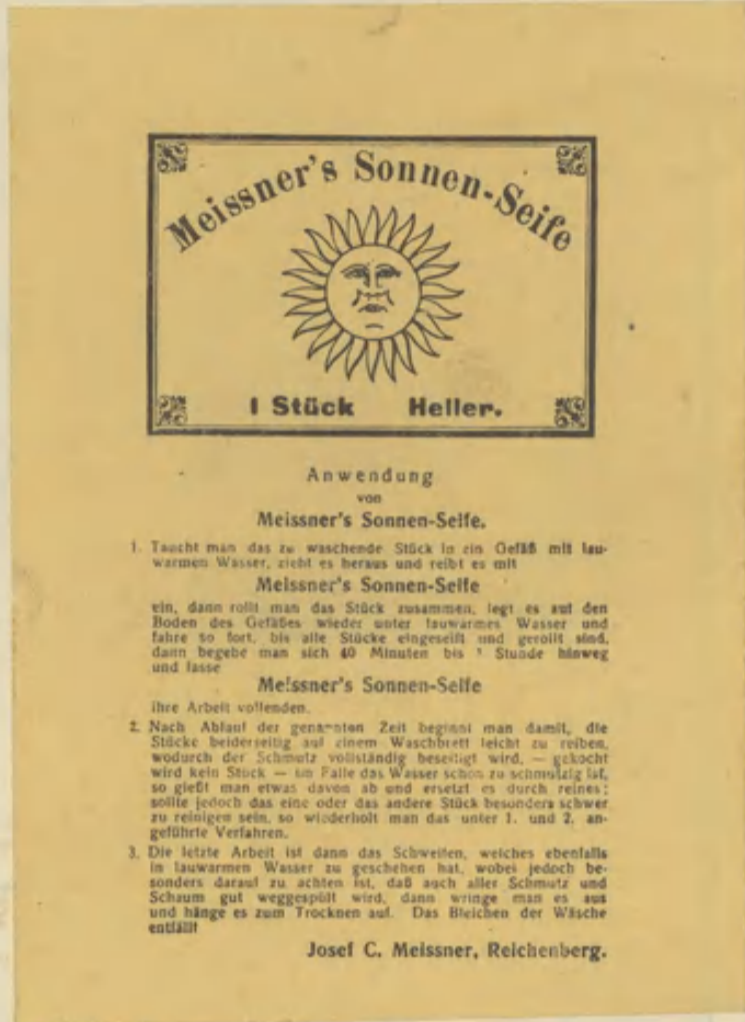 Meissner's Sonnen-Seife
1 Stück Heller.
Anwendung
von
Meissner's Sonnen-Seife.
1. Taucht man das zu waschende Stück in ein Gefäß mit lau-
warmen Wasser, zieht es heraus und reibt es mit
Meissner's Sonnen-Seife
ein, dann rollt man das Stück zusammen, legt es auf den
Boden des Gefäßes wieder unter lauwarmes Wasser und
fahre so fort, bis alle Stücke eingeseift und gerollt sind,
dann begebe man sich 40 Minuten bis Stunde hinweg
und lasse
Meissner's Sonnen-Seife
ihre Arbeit vollenden.
2. Nach Ablauf der genannten Zeit beginnt man damit, die
Stücke beiderseitig auf einem Waschbrett leicht zu reiben,
wodurch der Schmutz vollständig beseitigt wird, — gekocht
wird kein Stück — im Falle das Wasser schon zu schmutzig ist,
so gießt man etwas davon ab und ersetzt es durch reines;
sollte jedoch das eine oder das andere Stück besonders schwer
zu reinigen sein, so wiederholt man das unter 1. und 2. an-
geführte Verfahren.
3. Die letzte Arbeit ist dann das Schweifen, welches ebenfalls
in lauwarmen Wasser zu geschehen hat, wobei jedoch be-
sonders darauf zu achten ist, daß auch aller Schmutz und
Schaum gut weggespült wird, dann wringe man es aus
und hänge es zum Trocknen auf. Das Bleichen der Wäsche
entfällt
Josef C. Meissner, Reichenberg.